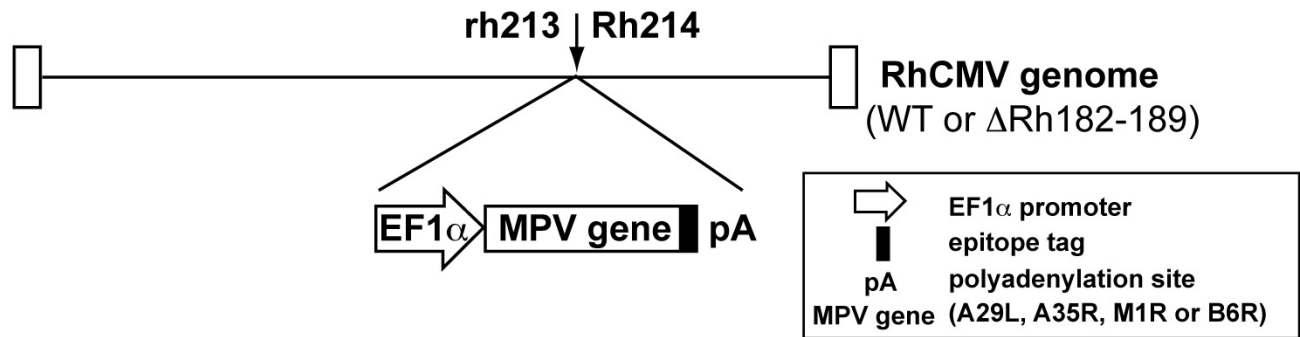 rh213 Rh214
RhCMV genome
(WT or ΔRh182-189)
EF1α MPV gene pA
EF1α promoter
epitope tag
pA polyadenylation site
MPV gene (A29L, A35R, M1R or B6R)